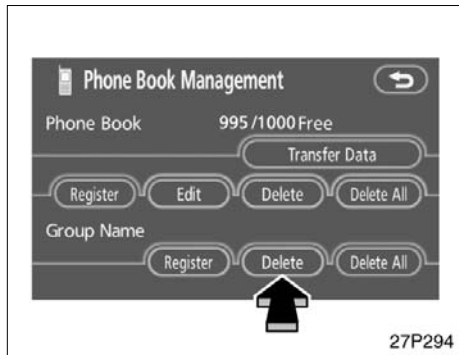 Phone Book Management
Phone Book 995/1000 Free
Transfer Data
Register Edit Delete Delete All
Group Name
Register Delete Delete All
27P294